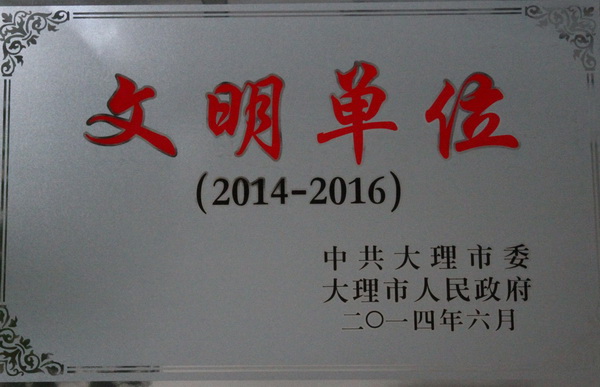 文明单位
(2014-2016)
中共大理市委
大理市人民政府
二〇一四年六月